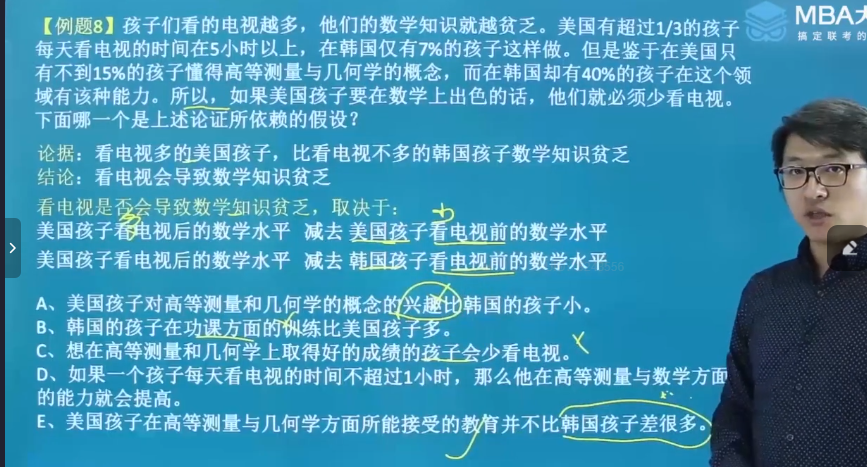 MBA大
搞定联考的
【例题8】孩子们看的电视越多，他们的数学知识就越贫乏。美国有超过1/3的孩子
每天看电视的时间在5小时以上，在韩国仅有7%的孩子这样做。但是鉴于在美国只
有不到15%的孩子懂得高等测量与几何学的概念，而在韩国却有40%的孩子在这个领
域有该种能力。所以，如果美国孩子要在数学上出色的话，他们就必须少看电视。
下面哪一个是上述论证所依赖的假设？
论据：看电视多的美国孩子，比看电视不多的韩国孩子数学知识贫乏
结论：看电视会导致数学知识贫乏
看电视是否会导致数学知识贫乏，取决于：
美国孩子看电视后的数学水平 减去 美国孩子看电视前的数学水平
美国孩子看电视后的数学水平 减去 韩国孩子看电视前的数学水平
A、美国孩子对高等测量和几何学的概念的兴趣比韩国的孩子小。
B、韩国的孩子在功课方面的训练比美国孩子多。
C、想在高等测量和几何学上取得好的成绩的孩子会少看电视。
D、如果一个孩子每天看电视的时间不超过1小时，那么他在高等测量与数学方面
的能力就会提高。
E、美国孩子在高等测量与几何学方面所能接受的教育并不比韩国孩子差很多。